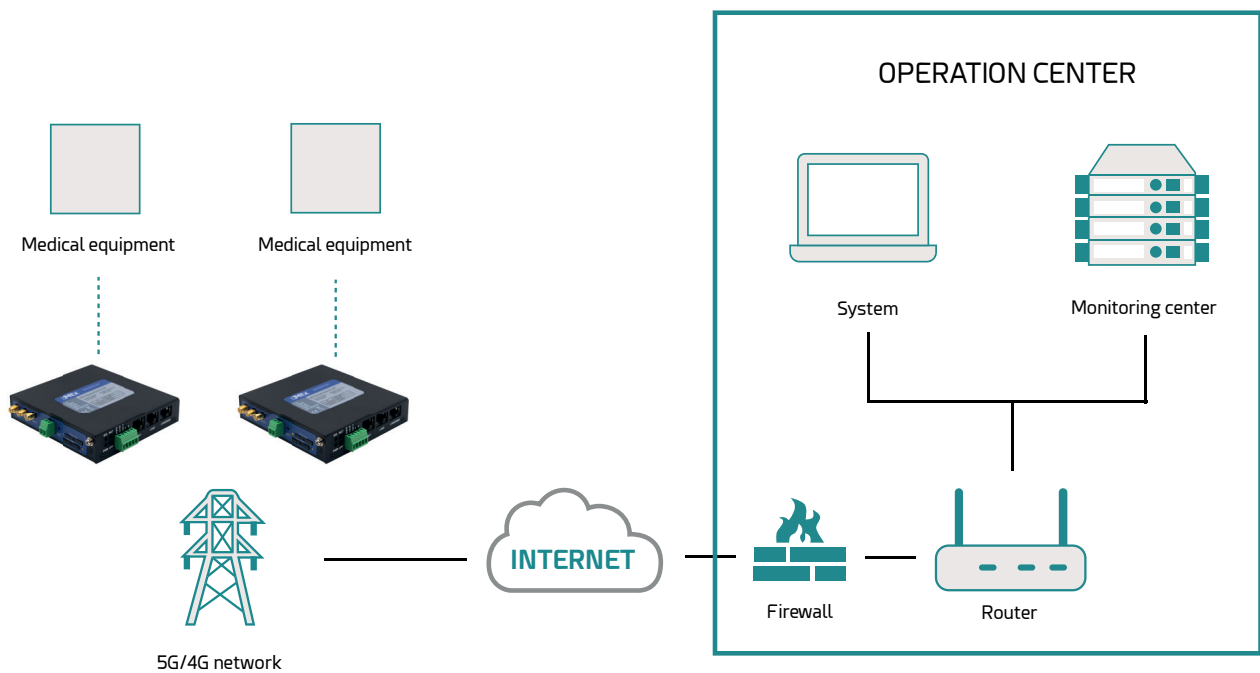 OPERATION CENTER
Medical equipment
Medical equipment
System
Monitoring center
INTERNET
Firewall
Router
5G/4G network